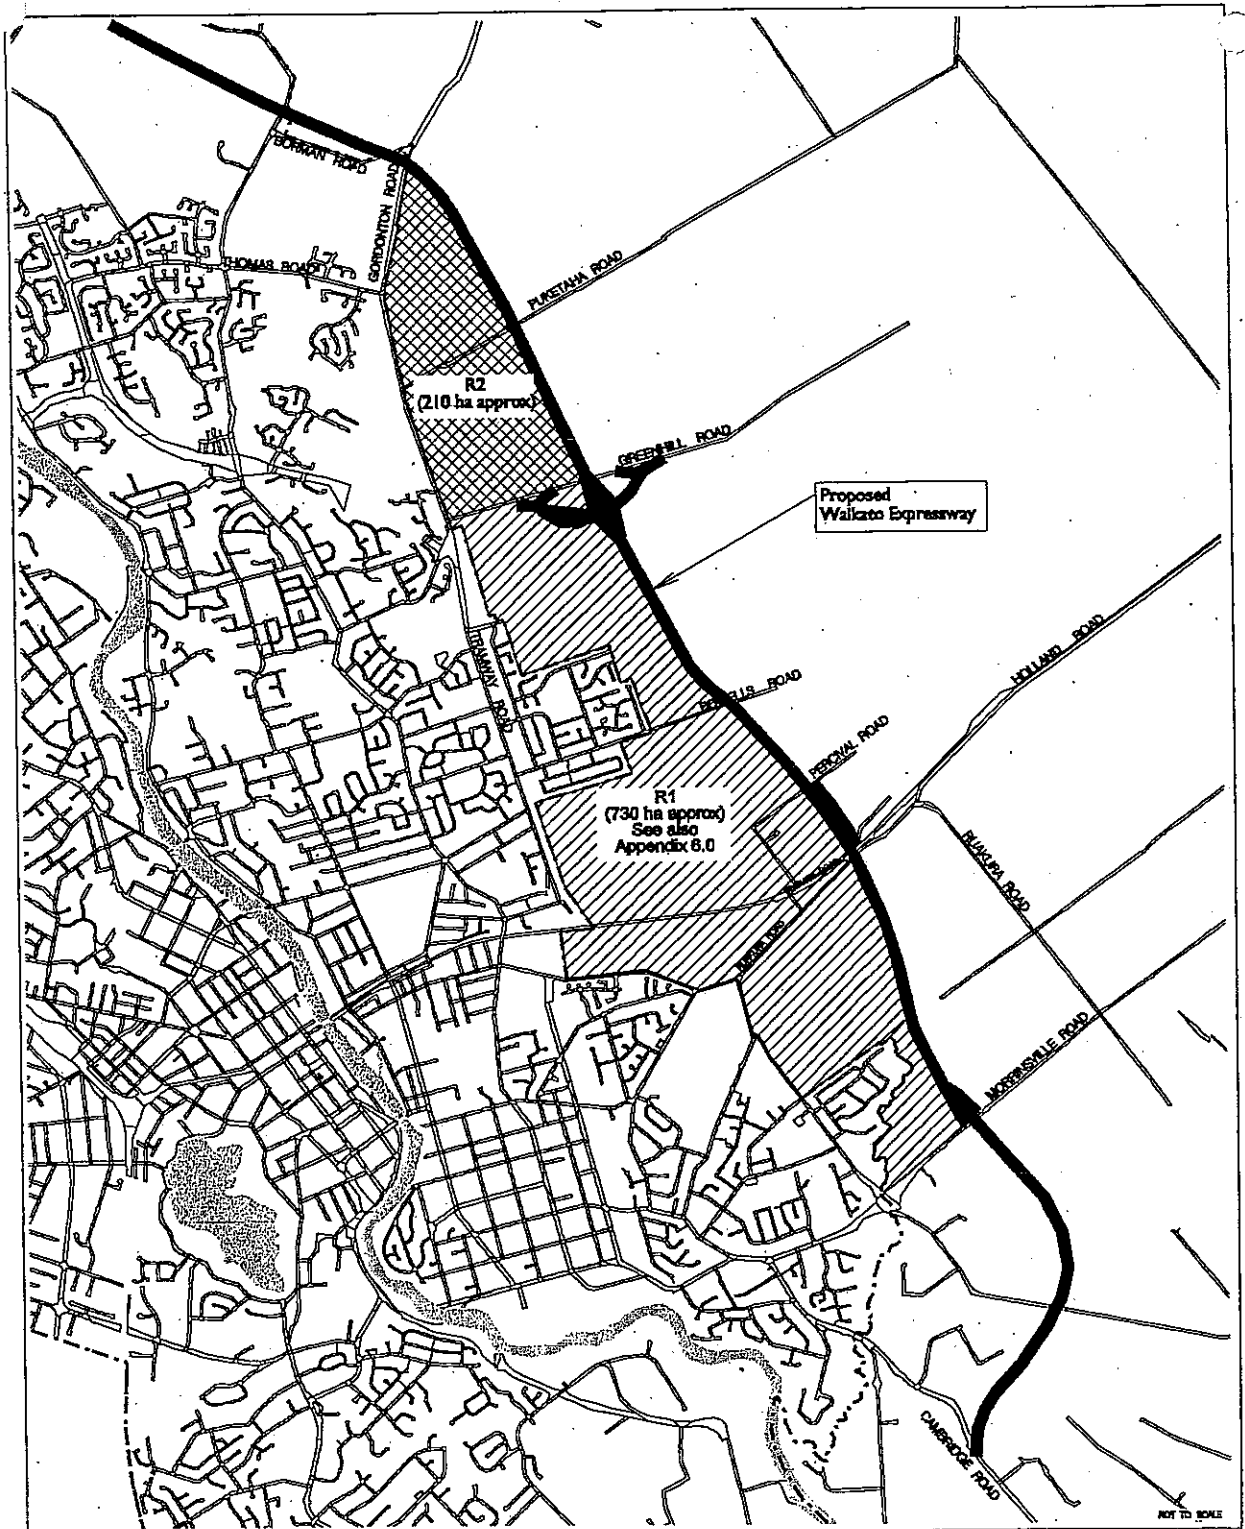 BORMAN ROAD
GORDONTON ROAD
THOMAS ROAD
PUKETAHA ROAD
R2
(210 ha approx)
GREENHILL ROAD
Proposed
Waikato Expressway
HOLLAND ROAD
TRAMWAY ROAD
ROAD
PERCIVAL ROAD
R1
(730 ha approx)
See also
Appendix 6.0
RUAKURA ROAD
RUAKURA ROAD
MORRINSVILLE ROAD
CAMBRIDGE ROAD
NOT TO SCALE